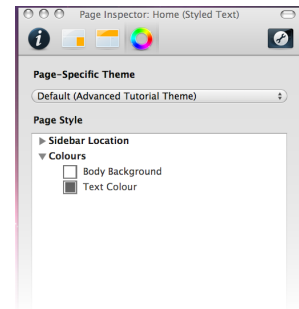 Page Inspector: Home (Styled Text)
Page-Specific Theme
Default (Advanced Tutorial Theme)
Page Style
Sidebar Location
Colours
Body Background
Text Colour